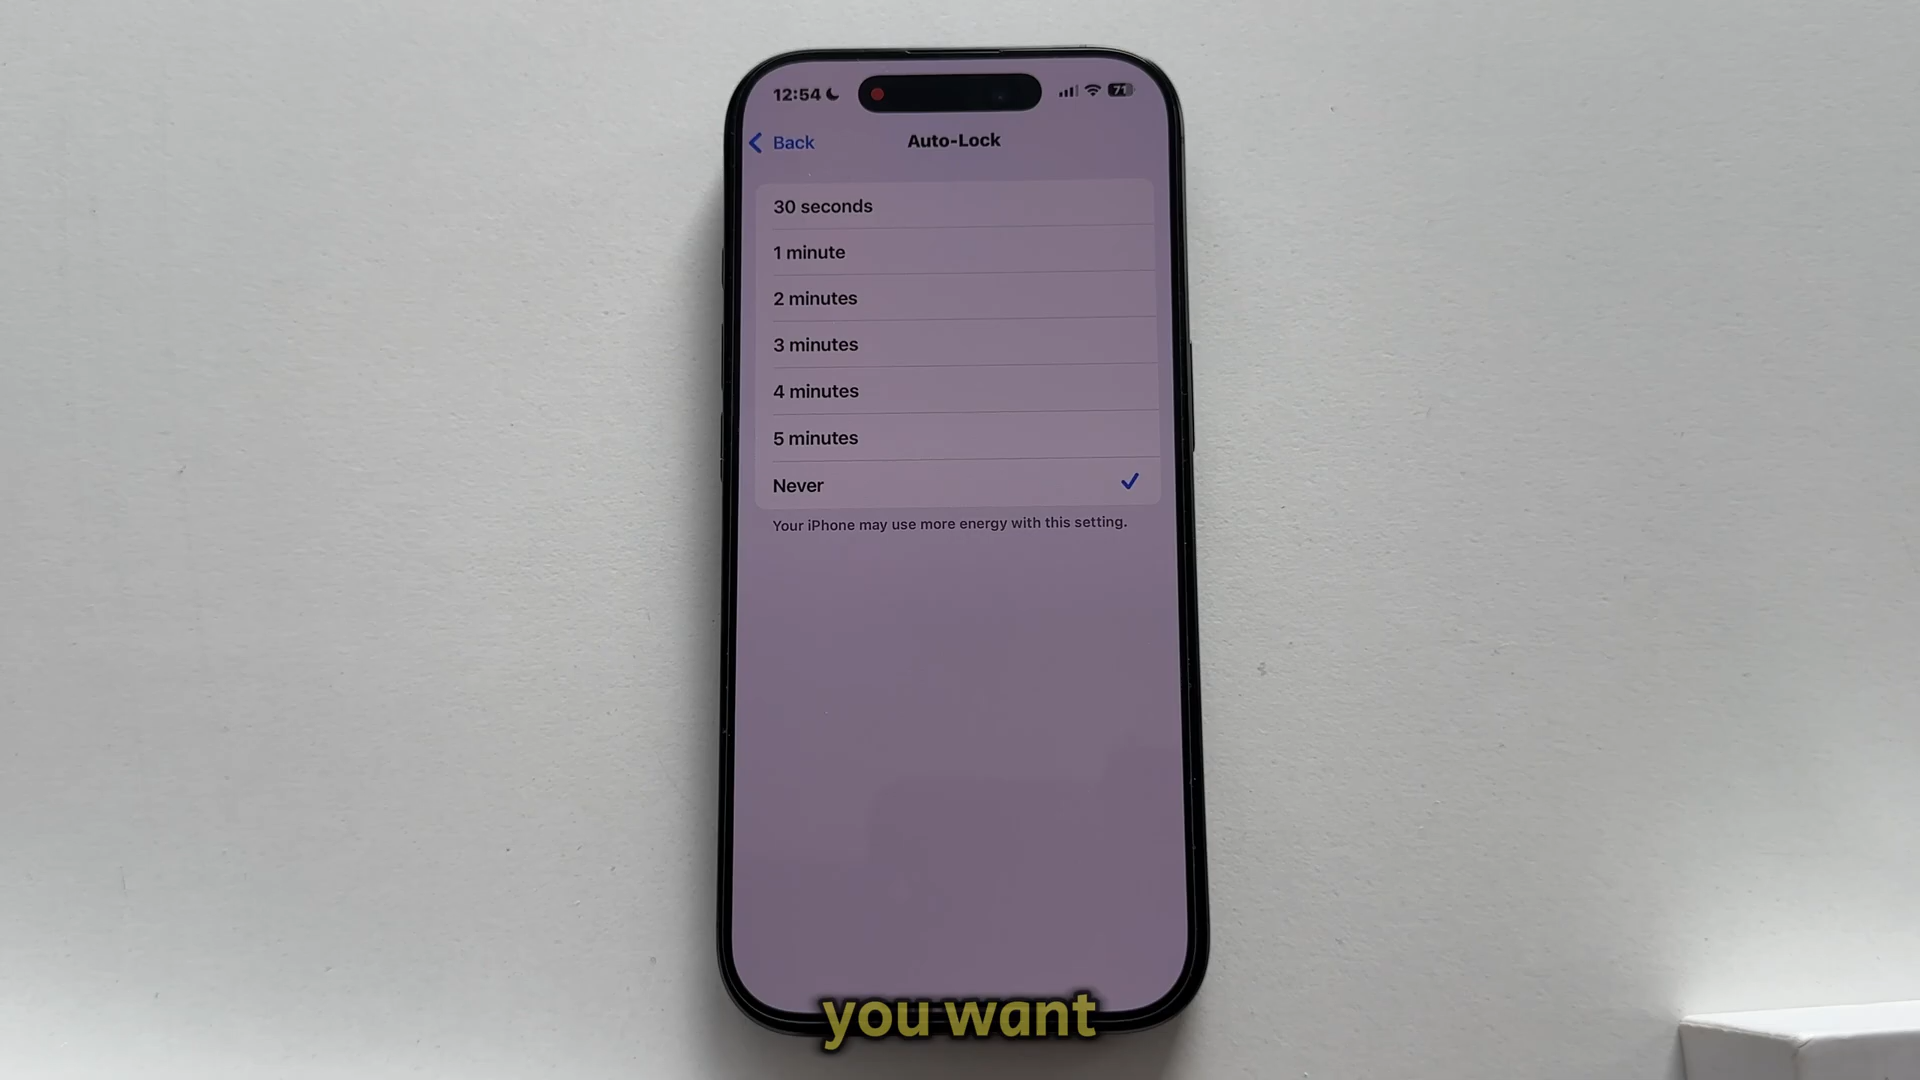 12:54
71
Back
Auto-Lock
30 seconds
1 minute
2 minutes
3 minutes
4 minutes
5 minutes
Never
Your iPhone may use more energy with this setting.
you want